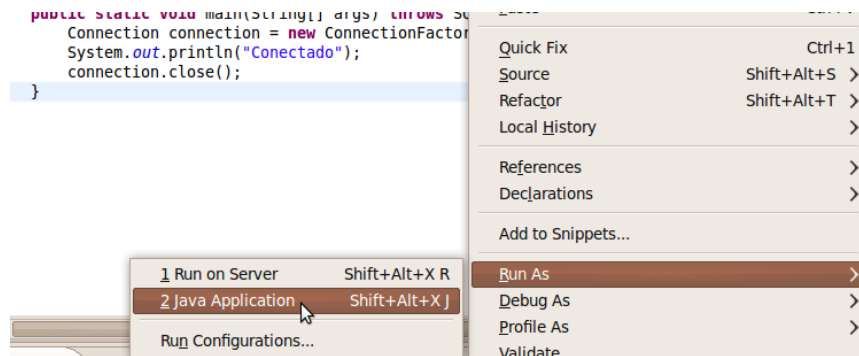 public static void main(String[] args) throws SQ
Connection connection = new ConnectionFactor
System.out.println("Conectado");
connection.close();
}
Quick Fix Ctrl+1
Source Shift+Alt+S
Refactor Shift+Alt+T
Local History
References
Declarations
Add to Snippets...
Run As
Debug As
Profile As
Validate
1 Run on Server Shift+Alt+X R
2 Java Application Shift+Alt+X J
Run Configurations...